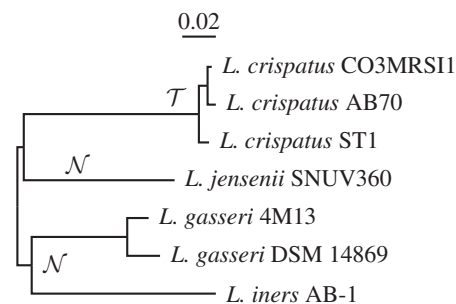 0.02
L. crispatus CO3MRSI1
𝒯
L. crispatus AB70
L. crispatus ST1
𝒩
L. jensenii SNUV360
L. gasseri 4M13
L. gasseri DSM 14869
𝒩
L. iners AB-1